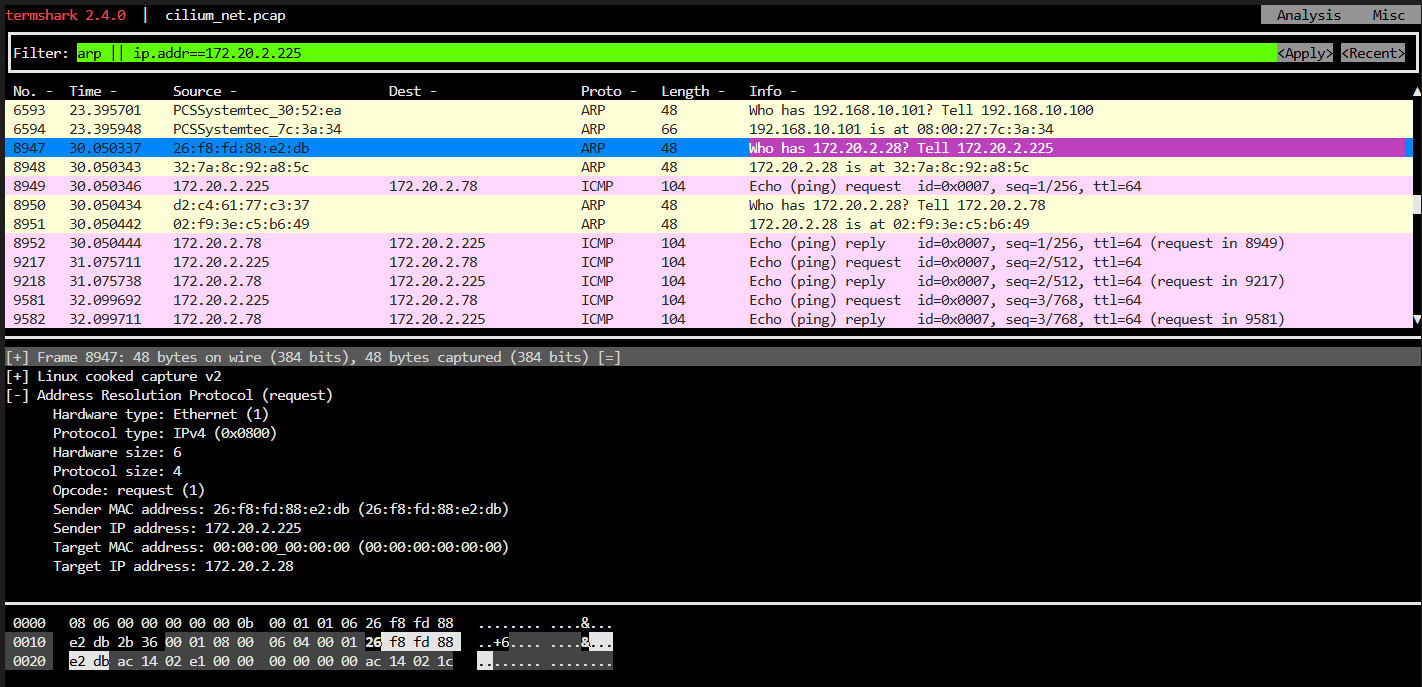 termshark 2.4.0 | cilium_net.pcap Analysis Misc
Filter: arp || ip.addr==172.20.2.225 <Apply> <Recent>
No. - Time - Source - Dest - Proto - Length - Info -
6593 23.395701 PCSSystemtec_30:52:ea ARP 48 Who has 192.168.10.101? Tell 192.168.10.100
6594 23.395948 PCSSystemtec_7c:3a:34 ARP 66 192.168.10.101 is at 08:00:27:7c:3a:34
8947 30.050337 26:f8:fd:88:e2:db ARP 48 Who has 172.20.2.28? Tell 172.20.2.225
8948 30.050343 32:7a:8c:92:a8:5c ARP 48 172.20.2.28 is at 32:7a:8c:92:a8:5c
8949 30.050346 172.20.2.225 172.20.2.78 ICMP 104 Echo (ping) request id=0x0007, seq=1/256, ttl=64
8950 30.050434 d2:c4:61:77:c3:37 ARP 48 Who has 172.20.2.28? Tell 172.20.2.78
8951 30.050442 02:f9:3e:c5:b6:49 ARP 48 172.20.2.28 is at 02:f9:3e:c5:b6:49
8952 30.050444 172.20.2.78 172.20.2.225 ICMP 104 Echo (ping) reply id=0x0007, seq=1/256, ttl=64 (request in 8949)
9217 31.075711 172.20.2.225 172.20.2.78 ICMP 104 Echo (ping) request id=0x0007, seq=2/512, ttl=64
9218 31.075738 172.20.2.78 172.20.2.225 ICMP 104 Echo (ping) reply id=0x0007, seq=2/512, ttl=64 (request in 9217)
9581 32.099692 172.20.2.225 172.20.2.78 ICMP 104 Echo (ping) request id=0x0007, seq=3/768, ttl=64
9582 32.099711 172.20.2.78 172.20.2.225 ICMP 104 Echo (ping) reply id=0x0007, seq=3/768, ttl=64 (request in 9581)
[+] Frame 8947: 48 bytes on wire (384 bits), 48 bytes captured (384 bits) [=]
[+] Linux cooked capture v2
[-] Address Resolution Protocol (request)
Hardware type: Ethernet (1)
Protocol type: IPv4 (0x0800)
Hardware size: 6
Protocol size: 4
Opcode: request (1)
Sender MAC address: 26:f8:fd:88:e2:db (26:f8:fd:88:e2:db)
Sender IP address: 172.20.2.225
Target MAC address: 00:00:00_00:00:00 (00:00:00:00:00:00)
Target IP address: 172.20.2.28
0000 08 06 00 00 00 00 00 0b 00 01 01 06 26 f8 fd 88 ........ ....&...
0010 e2 db 2b 36 00 01 08 00 06 04 00 01 26 f8 fd 88 ..+6.... ....&...
0020 e2 db ac 14 02 e1 00 00 00 00 00 00 ac 14 02 1c ........ ........